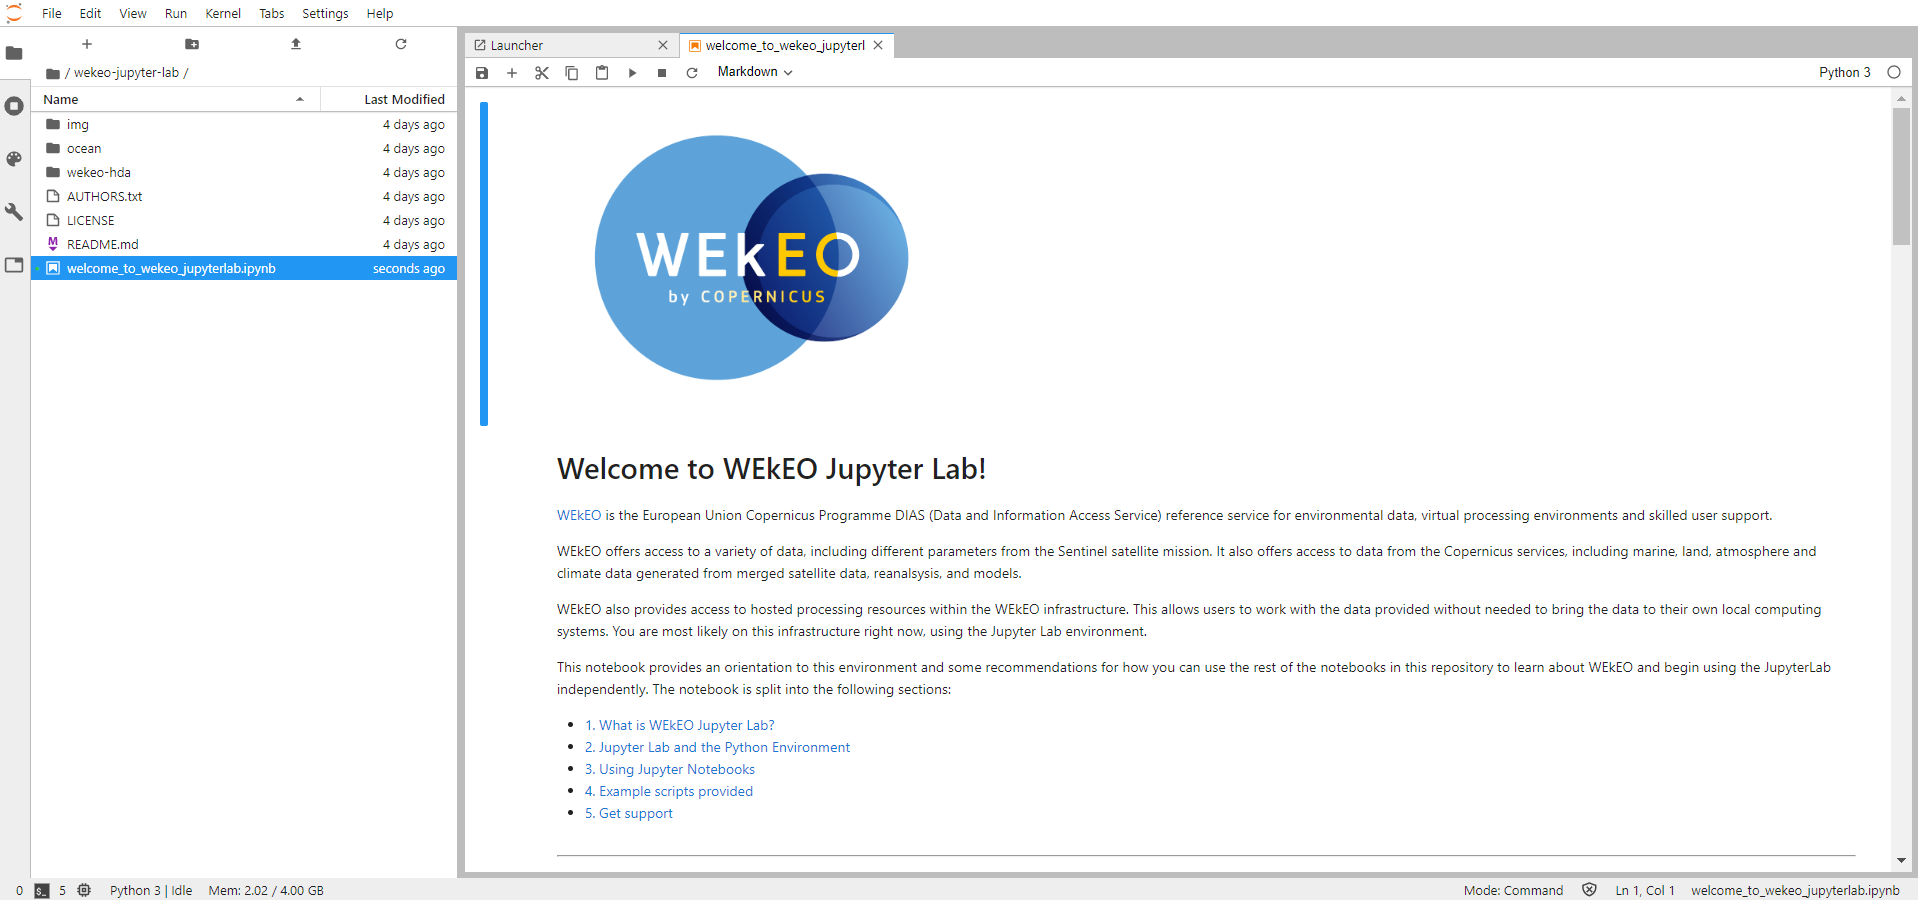 File Edit View Run Kernel Tabs Settings Help
/ wekeo-jupyter-lab /
Name Last Modified
img 4 days ago
ocean 4 days ago
wekeo-hda 4 days ago
AUTHORS.txt 4 days ago
LICENSE 4 days ago
README.md 4 days ago
welcome_to_wekeo_jupyterlab.ipynb seconds ago
Launcher welcome_to_wekeo_jupyterl
Markdown Python 3
WEkEO
by COPERNICUS
Welcome to WEkEO Jupyter Lab!
WEkEO is the European Union Copernicus Programme DIAS (Data and Information Access Service) reference service for environmental data, virtual processing environments and skilled user support.
WEkEO offers access to a variety of data, including different parameters from the Sentinel satellite mission. It also offers access to data from the Copernicus services, including marine, land, atmosphere and
climate data generated from merged satellite data, reanalsysis, and models.
WEkEO also provides access to hosted processing resources within the WEkEO infrastructure. This allows users to work with the data provided without needed to bring the data to their own local computing
systems. You are most likely on this infrastructure right now, using the Jupyter Lab environment.
This notebook provides an orientation to this environment and some recommendations for how you can use the rest of the notebooks in this repository to learn about WEkEO and begin using the JupyterLab
independently. The notebook is split into the following sections:
• 1. What is WEkEO Jupyter Lab?
• 2. Jupyter Lab and the Python Environment
• 3. Using Jupyter Notebooks
• 4. Example scripts provided
• 5. Get support
0 5 Python 3 | Idle Mem: 2.02 / 4.00 GB Mode: Command Ln 1, Col 1 welcome_to_wekeo_jupyterlab.ipynb